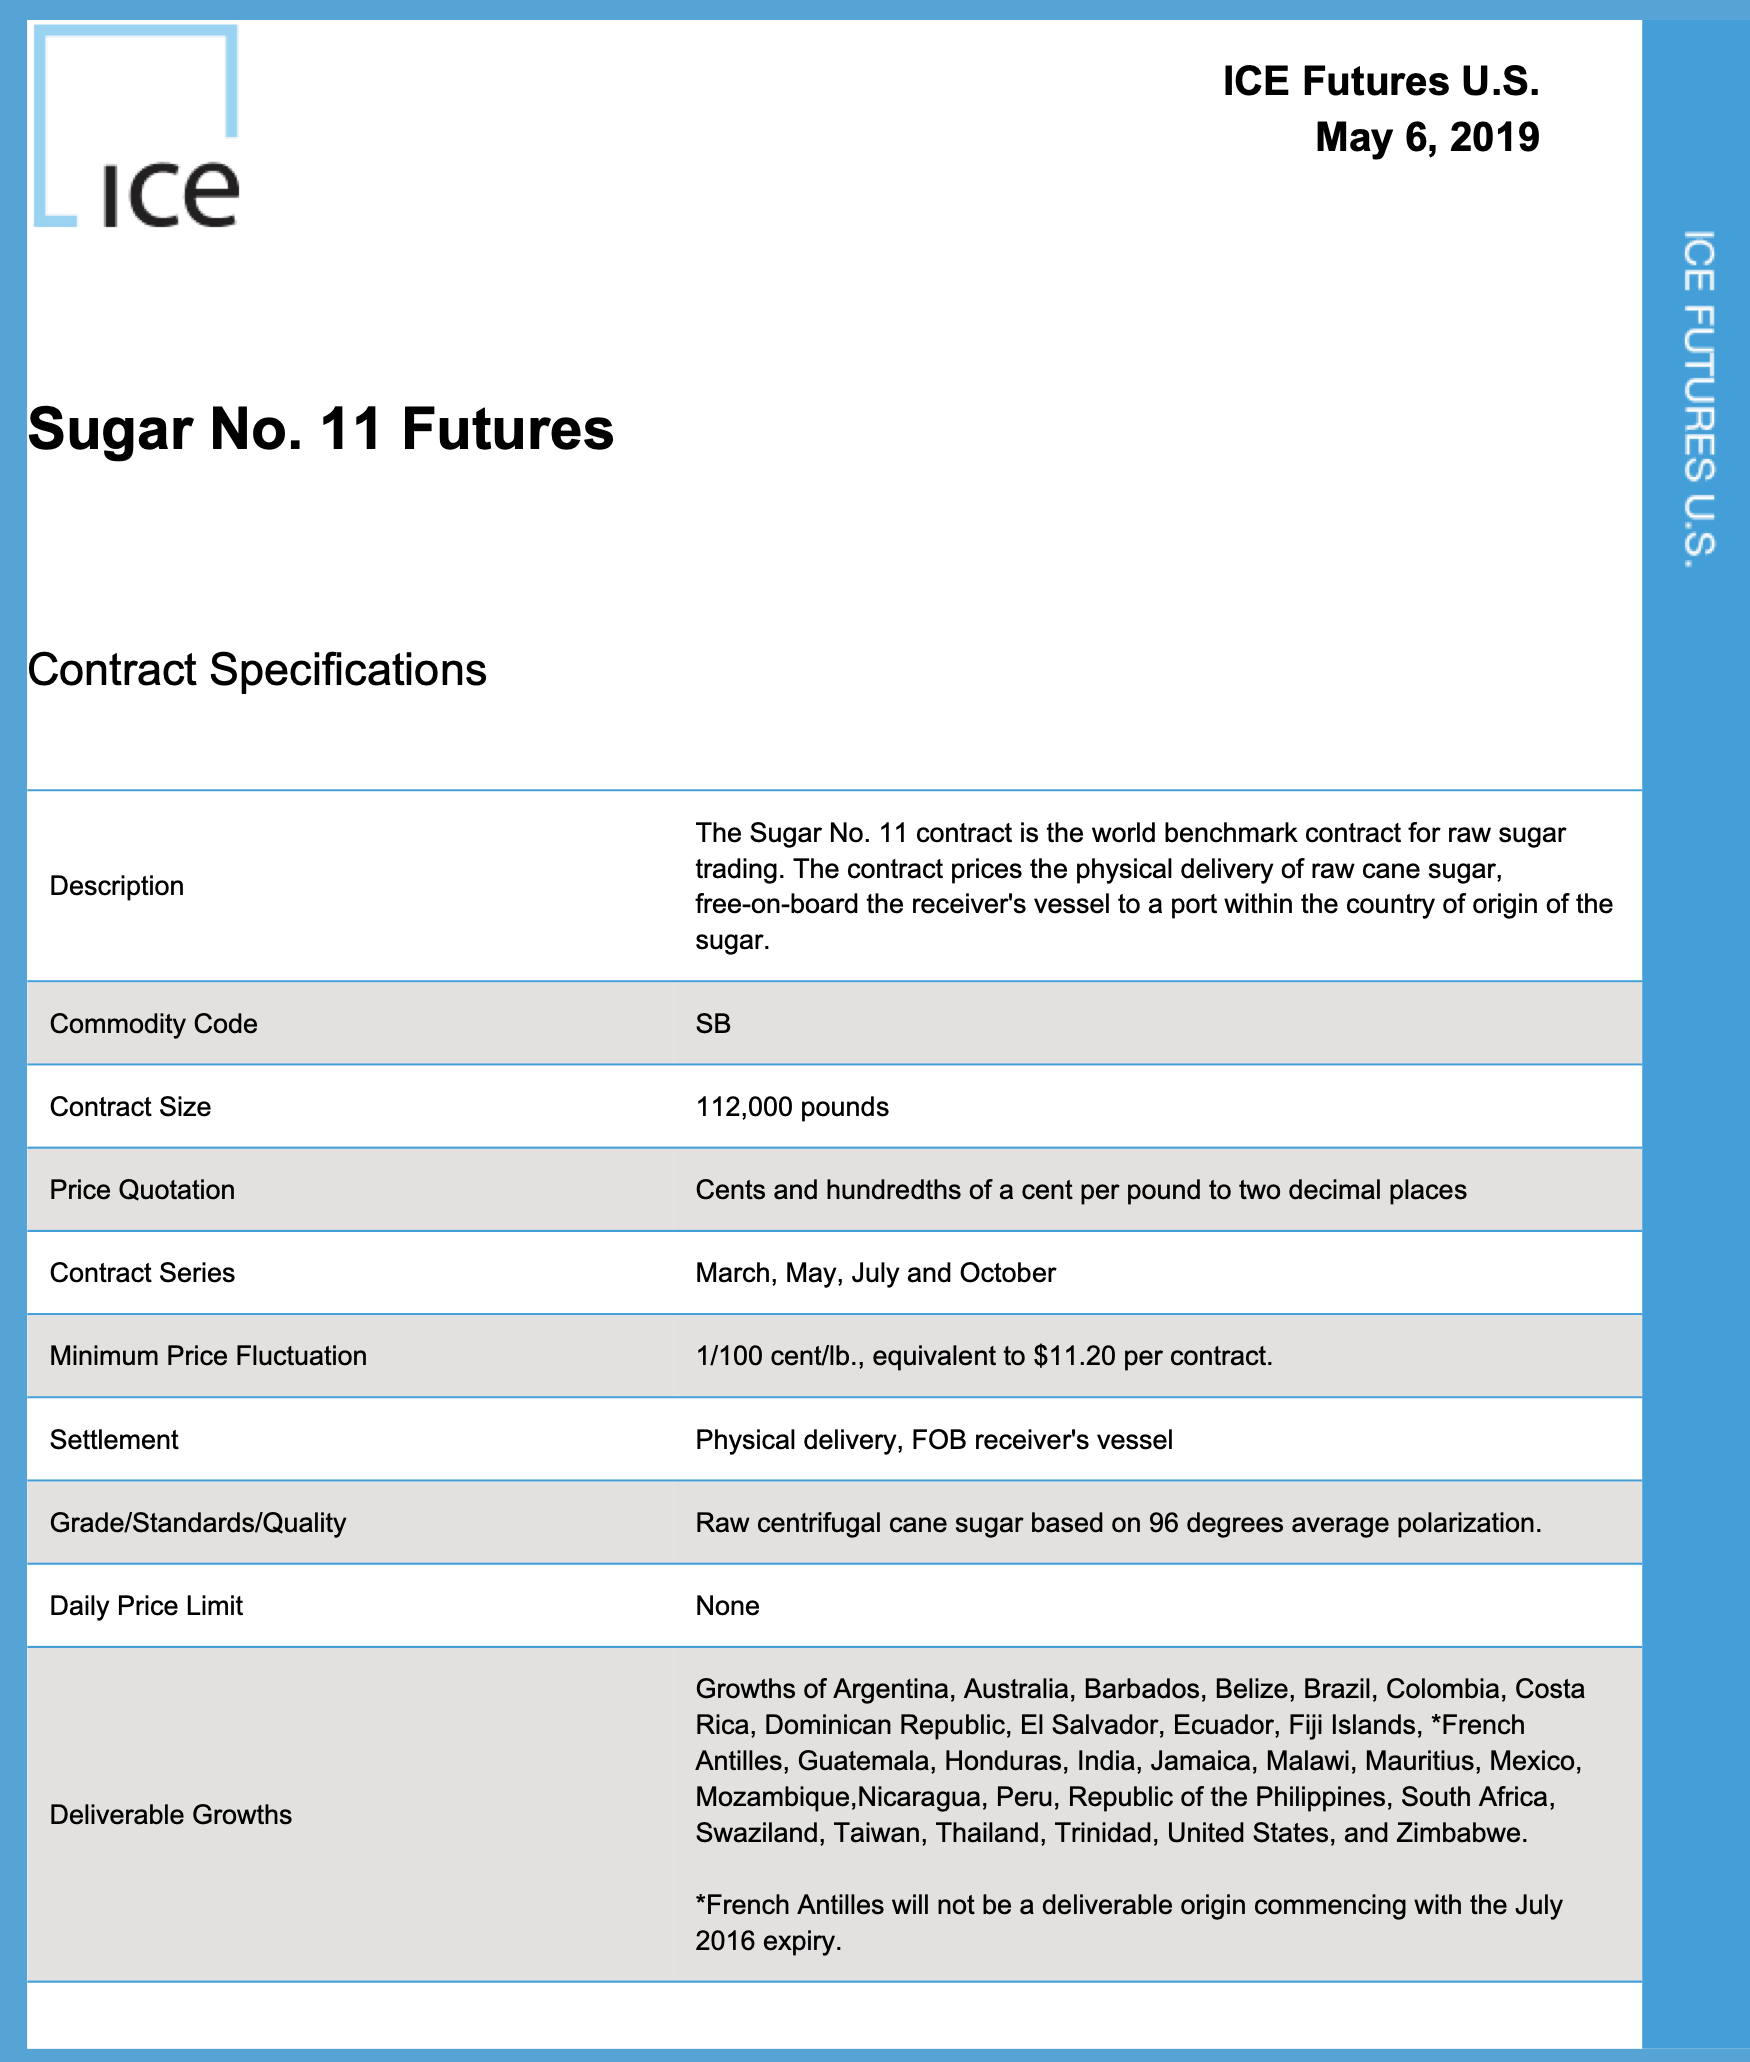 ice
ICE Futures U.S.
May 6, 2019
ICE FUTURES U.S.
Sugar No. 11 Futures
Contract Specifications
Description
The Sugar No. 11 contract is the world benchmark contract for raw sugar
trading. The contract prices the physical delivery of raw cane sugar,
free-on-board the receiver's vessel to a port within the country of origin of the
sugar.
Commodity Code
SB
Contract Size
112,000 pounds
Price Quotation
Cents and hundredths of a cent per pound to two decimal places
Contract Series
March, May, July and October
Minimum Price Fluctuation
1/100 cent/lb., equivalent to $11.20 per contract.
Settlement
Physical delivery, FOB receiver's vessel
Grade/Standards/Quality
Raw centrifugal cane sugar based on 96 degrees average polarization.
Daily Price Limit
None
Deliverable Growths
Growths of Argentina, Australia, Barbados, Belize, Brazil, Colombia, Costa
Rica, Dominican Republic, El Salvador, Ecuador, Fiji Islands, *French
Antilles, Guatemala, Honduras, India, Jamaica, Malawi, Mauritius, Mexico,
Mozambique,Nicaragua, Peru, Republic of the Philippines, South Africa,
Swaziland, Taiwan, Thailand, Trinidad, United States, and Zimbabwe.
*French Antilles will not be a deliverable origin commencing with the July
2016 expiry.